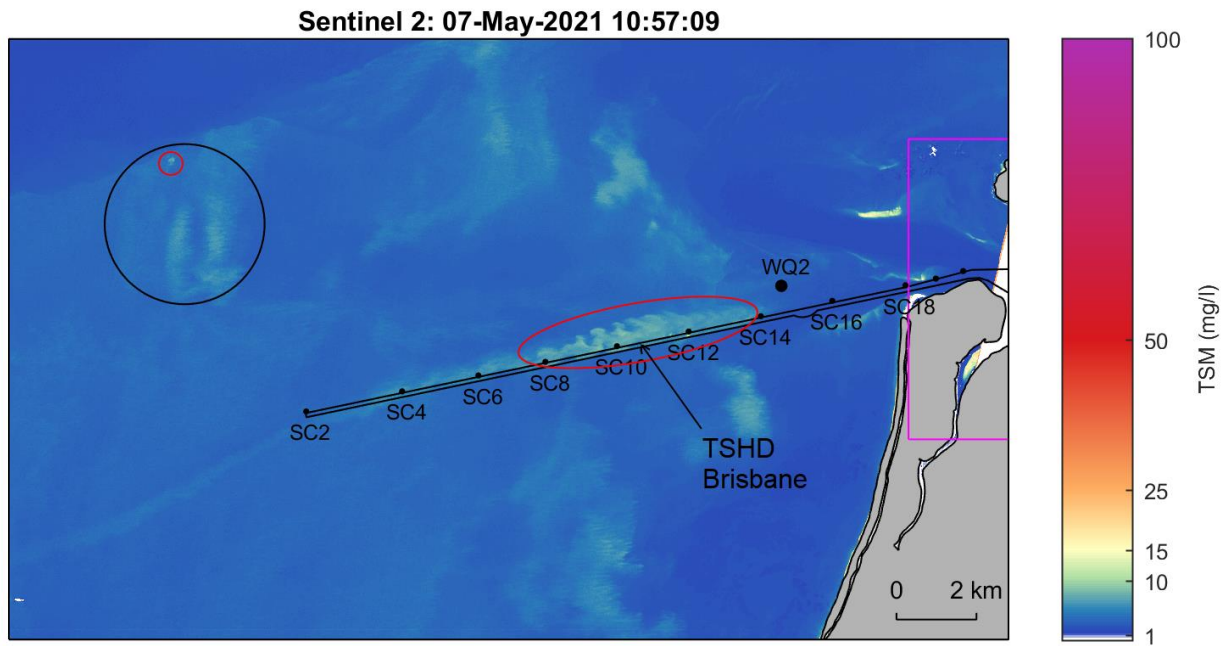 Sentinel 2: 07-May-2021 10:57:09
100
50
25
15
10
1
TSM (mg/l)
WQ2
SC18
SC16
SC14
SC12
SC10
SC8
SC6
SC4
SC2
TSHD
Brisbane
0 2 km